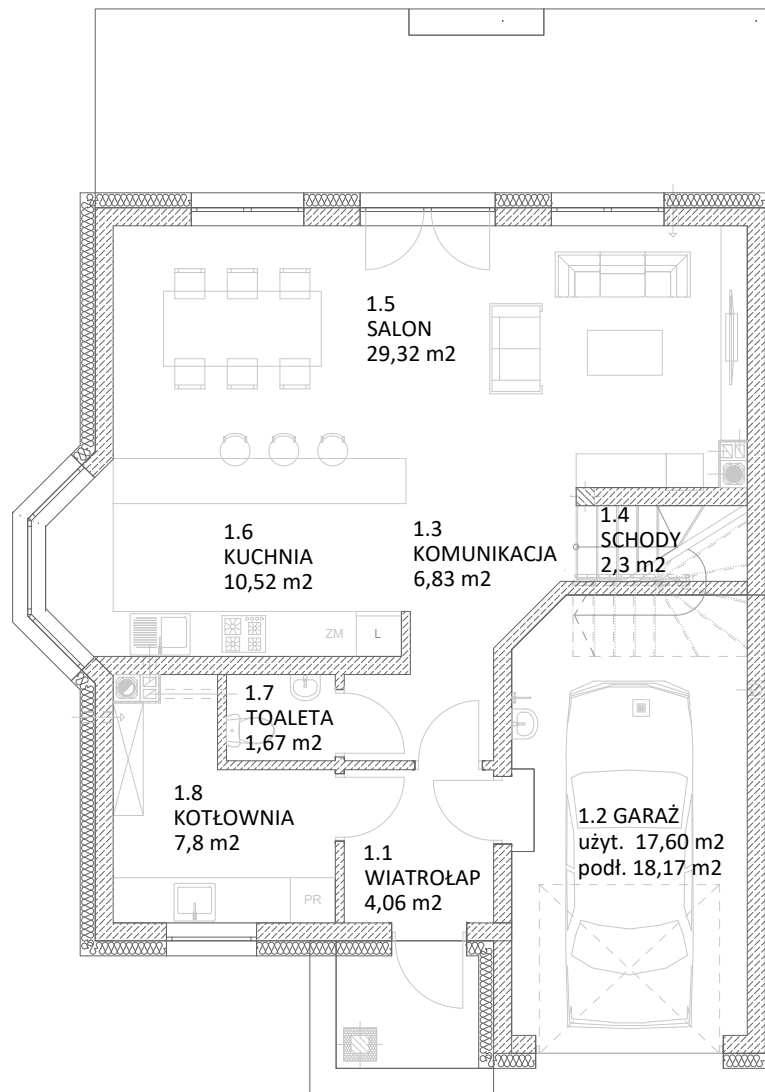 1.5
SALON
29,32 m2
1.6
KUCHNIA
10,52 m2
1.3
KOMUNIKACJA
6,83 m2
1.4
SCHODY
2,3 m2
ZM
L
1.7
TOALETA
1,67 m2
1.8
KOTŁOWNIA
7,8 m2
1.2 GARAŻ
użyt. 17,60 m2
podł. 18,17 m2
1.1
WIATROŁAP
4,06 m2
PR